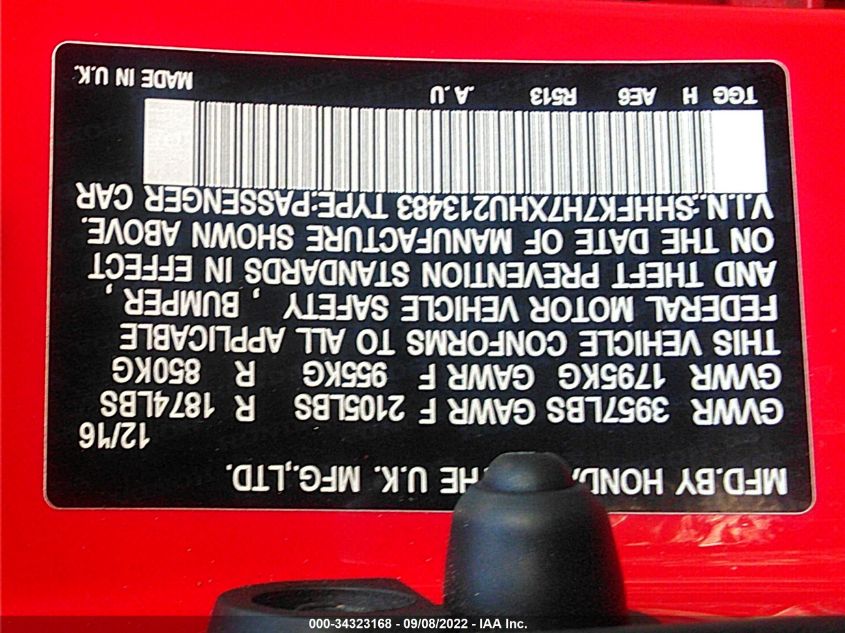 MFD.BY HONDA THE U.K. MFG.,LTD.
12/'16
GVWR 3957LBS GAWR F 2105LBS R 1874LBS
GVWR 1795KG GAWR F 955KG R 850KG
THIS VEHICLE CONFORMS TO ALL APPLICABLE
FEDERAL MOTOR VEHICLE SAFETY , BUMPER ,
AND THEFT PREVENTION STANDARDS IN EFFECT
ON THE DATE OF MANUFACTURE SHOWN ABOVE.
V.I.N.:SHHFK7H7XHU213483 TYPE:PASSENGER CAR
TGG H AE6 R513 .A U
MADE IN U.K.
000-34323168 - 09/08/2022 - IAA Inc.